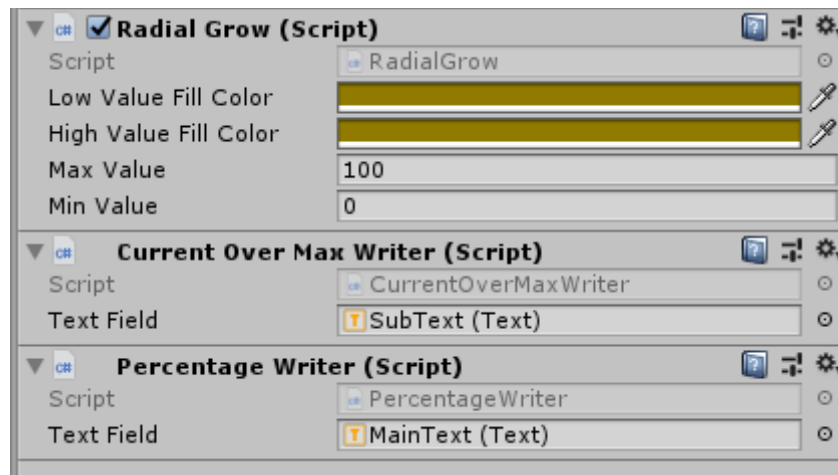 Radial Grow (Script)
Script RadialGrow
Low Value Fill Color
High Value Fill Color
Max Value 100
Min Value 0
Current Over Max Writer (Script)
Script CurrentOverMaxWriter
Text Field SubText (Text)
Percentage Writer (Script)
Script PercentageWriter
Text Field MainText (Text)